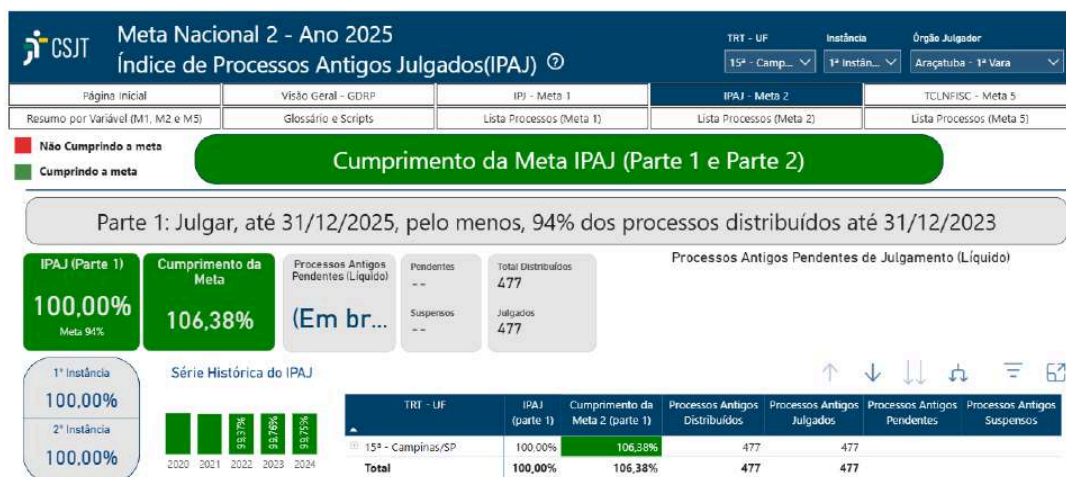 CSJT
Meta Nacional 2 - Ano 2025
Índice de Processos Antigos Julgados(IPAJ)
TRT - UF
Instância
Órgão Julgador
15ª - Camp...
1ª Instân...
Araçatuba - 1ª Vara
Página Inicial
Visão Geral - GDRP
IPJ - Meta 1
IPAJ - Meta 2
TCLNFISC - Meta 5
Resumo por Variável (M1, M2 e M5)
Glossário e Scripts
Lista Processos (Meta 1)
Lista Processos (Meta 2)
Lista Processos (Meta 5)
Não Cumprindo a meta
Cumprindo a meta
Cumprimento da Meta IPAJ (Parte 1 e Parte 2)
Parte 1: Julgar, até 31/12/2025, pelo menos, 94% dos processos distribuídos até 31/12/2023
IPAJ (Parte 1)
100,00%
Meta 94%
Cumprimento da
Meta
106,38%
Processos Antigos
Pendentes (Líquido)
(Em br...
Pendentes
--
Suspensos
--
Total Distribuídos
477
Julgados
477
Processos Antigos Pendentes de Julgamento (Líquido)
1ª Instância
100,00%
2ª Instância
100,00%
Série Histórica do IPAJ
99,37%
99,76%
99,75%
2020 2021 2022 2023 2024
TRT - UF
IPAJ
(parte 1)
Cumprimento da
Meta 2 (parte 1)
Processos Antigos
Distribuídos
Processos Antigos
Julgados
Processos Antigos
Pendentes
Processos Antigos
Suspensos
15ª - Campinas/SP 100,00% 106,38% 477 477
Total 100,00% 106,38% 477 477